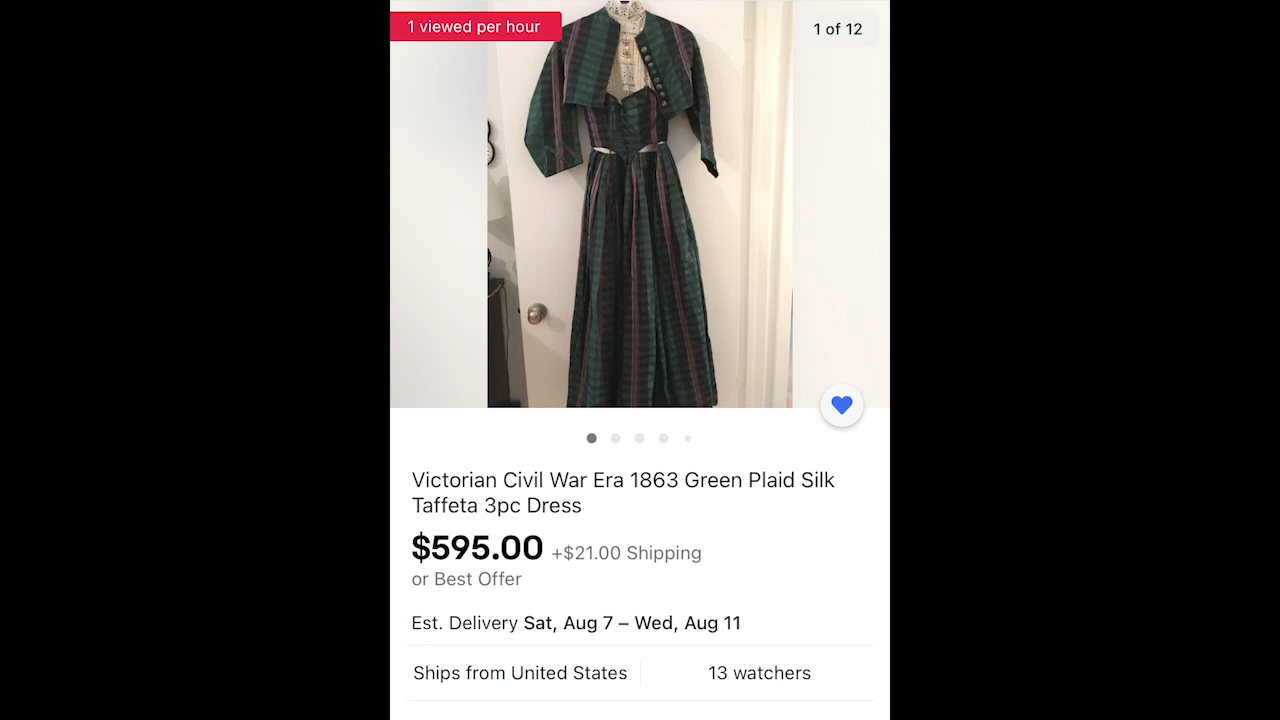 1 viewed per hour
1 of 12
Victorian Civil War Era 1863 Green Plaid Silk
Taffeta 3pc Dress
$595.00 +$21.00 Shipping
or Best Offer
Est. Delivery Sat, Aug 7 – Wed, Aug 11
Ships from United States
13 watchers